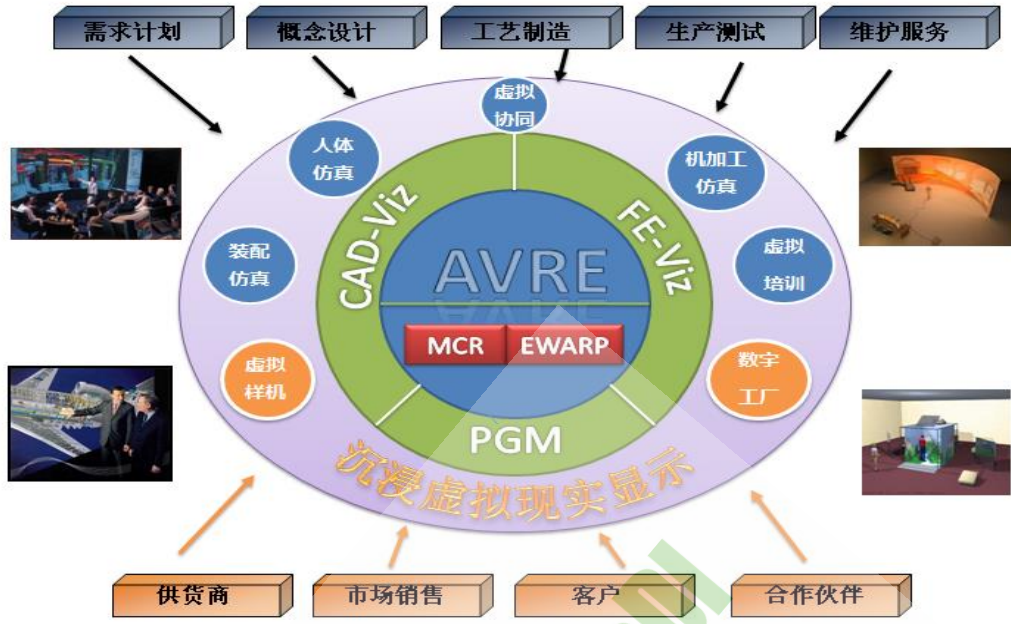 需求计划
概念设计
工艺制造
生产测试
维护服务
虚拟
协同
人体
仿真
机加工
仿真
CAD-Viz
FE-Viz
装配
仿真
AVRE
虚拟
培训
MCR
EWARP
虚拟
样机
数字
工厂
PGM
沉浸虚拟现实显示
供货商
市场销售
客户
合作伙伴